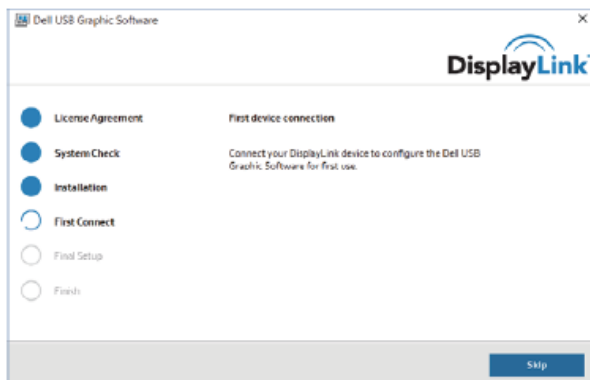 Dell USB Graphic Software
DisplayLink
License Agreement
First device connection
System Check
Connect your DisplayLink device to configure the Dell USB
Graphic Software for first use.
Installation
First Connect
Final Setup
Finish
Skip